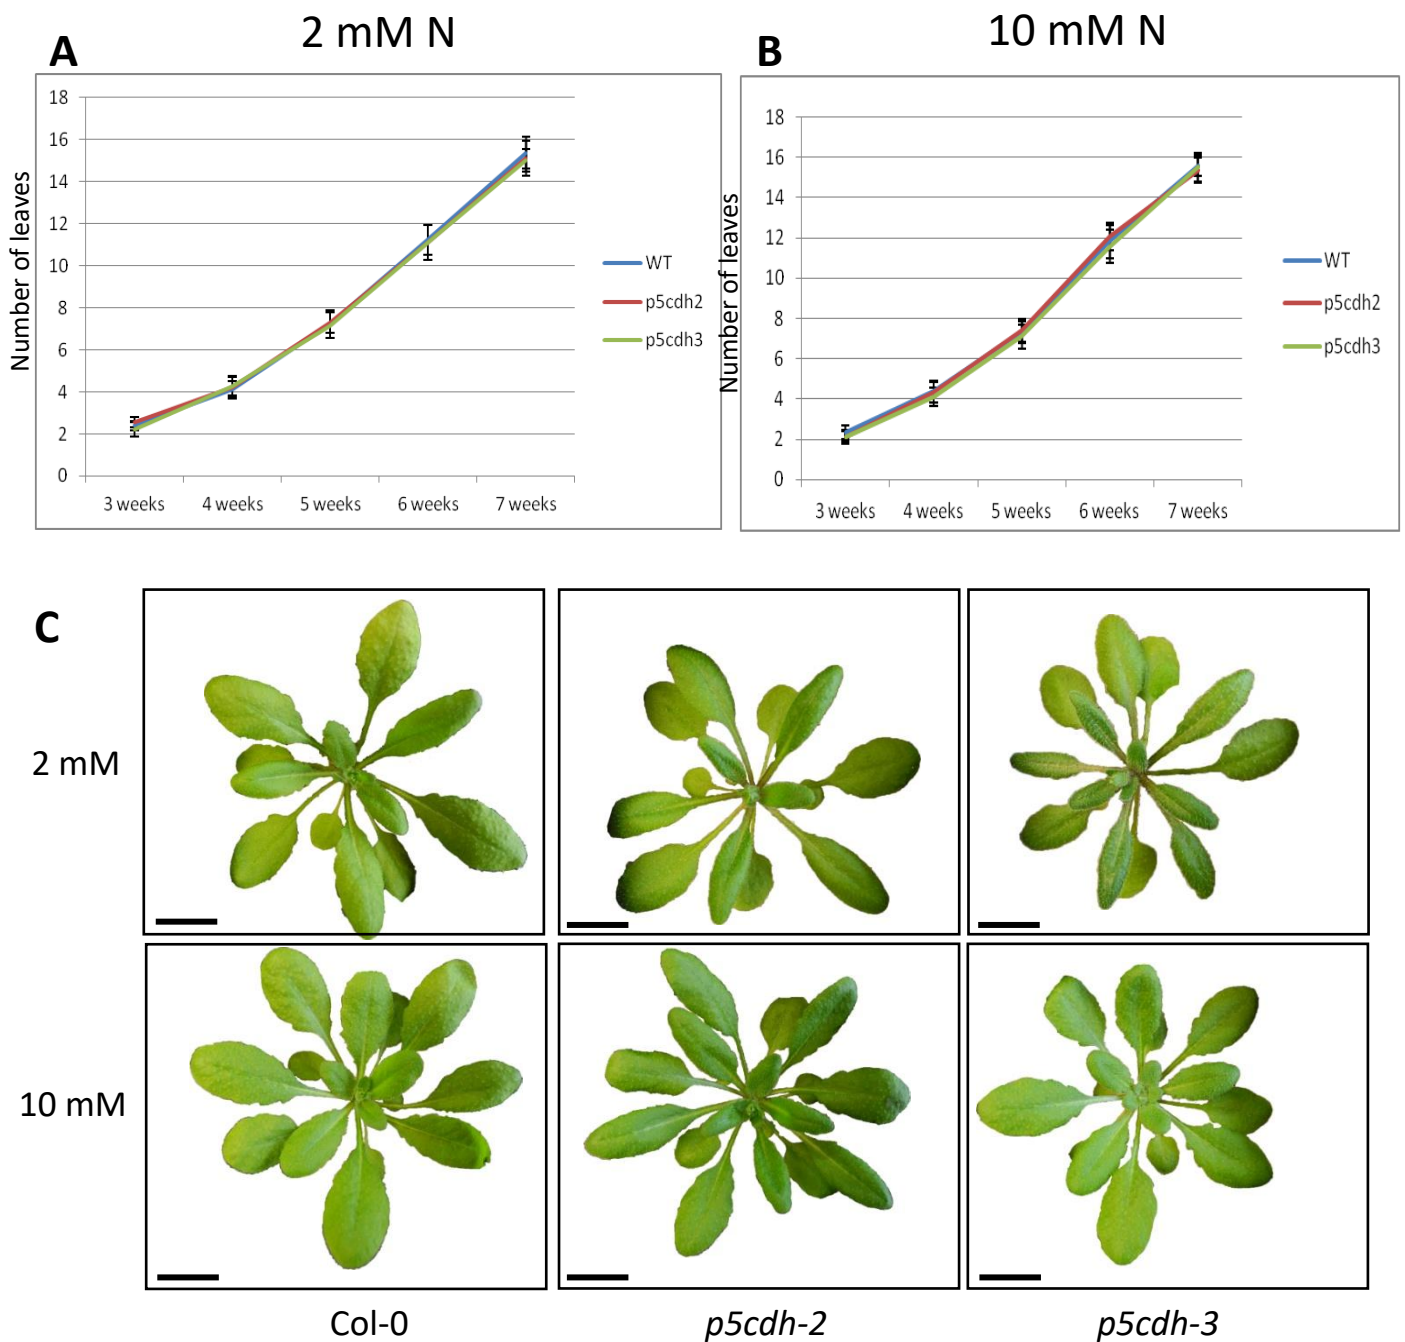 2 mM N
10 mM N
A
B
18
16
14
12
10
8
6
4
2
0
Number of leaves
3 weeks
4 weeks
5 weeks
6 weeks
7 weeks
WT
p5cdh2
p5cdh3
18
16
14
12
10
8
6
4
2
0
Number of leaves
3 weeks
4 weeks
5 weeks
6 weeks
7 weeks
WT
p5cdh2
p5cdh3
C
2 mM
10 mM
Col-0
p5cdh-2
p5cdh-3